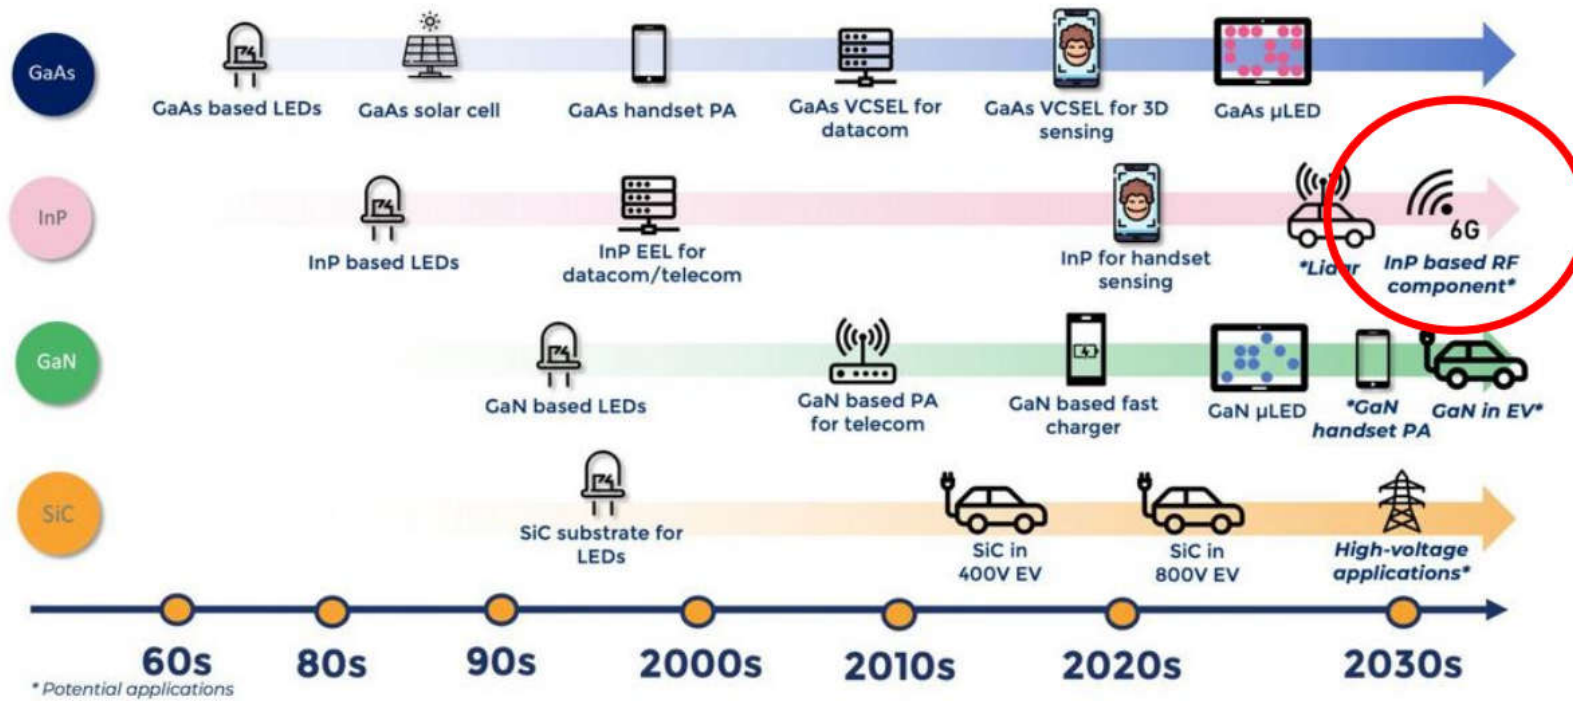 GaAs
GaAs based LEDs
GaAs solar cell
GaAs handset PA
GaAs VCSEL for
datacom
GaAs VCSEL for 3D
sensing
GaAs μLED
InP
InP based LEDs
InP EEL for
datacom/telecom
InP for handset
sensing
*Lidar
6G
InP based RF
component*
GaN
GaN based LEDs
GaN based PA
for telecom
GaN based fast
charger
GaN μLED
*GaN
handset PA
GaN in EV*
SiC
SiC substrate for
LEDs
SiC in
400V EV
SiC in
800V EV
High-voltage
applications*
60s
80s
90s
2000s
2010s
2020s
2030s
* Potential applications